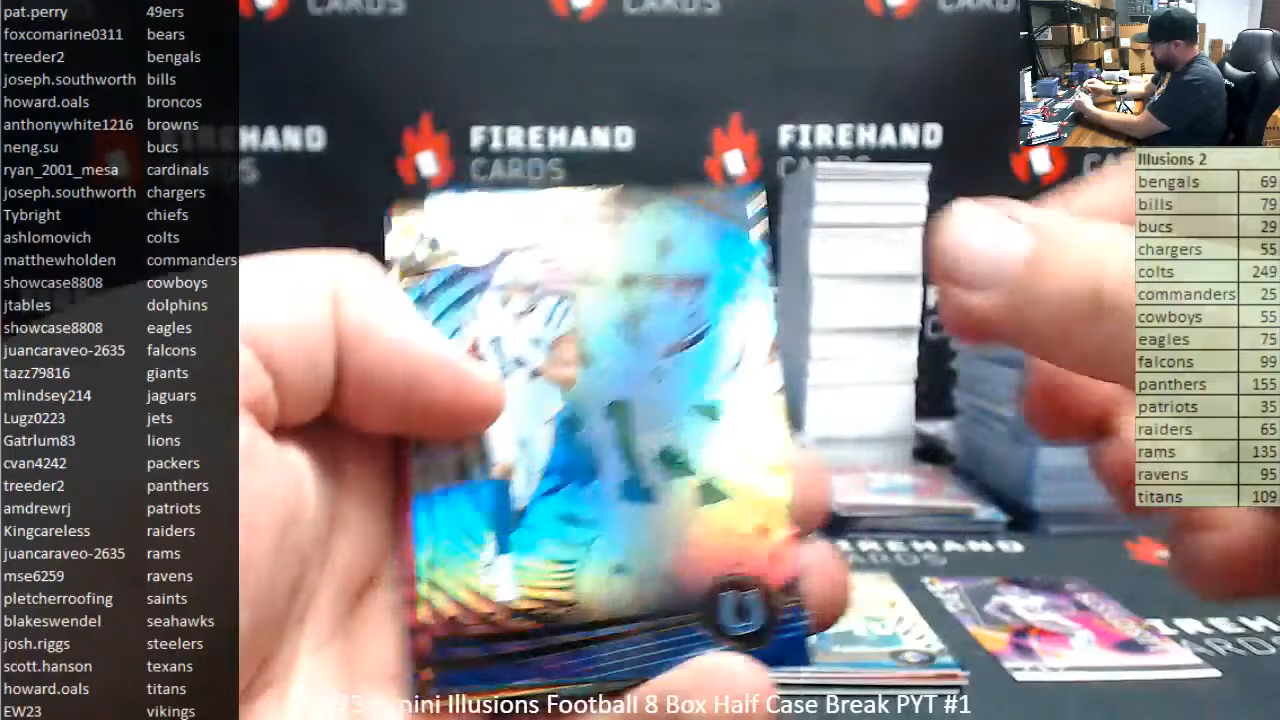 pat.perry 49ers
foxcomarine0311 bears
treeder2 bengals
joseph.southworth bills
howard.oals broncos
anthonywhite1216 browns
neng.su bucs
ryan_2001_mesa cardinals
joseph.southworth chargers
Tybright chiefs
ashlomovich colts
matthewholden commanders
showcase8808 cowboys
jtables dolphins
showcase8808 eagles
juancaraveo-2635 falcons
tazz79816 giants
mlindsey214 jaguars
Lugz0223 jets
Gatrlum83 lions
cvan4242 packers
treeder2 panthers
amdrewrj patriots
Kingcareless raiders
juancaraveo-2635 rams
mse6259 ravens
pletcherroofing saints
blakeswendel seahawks
josh.riggs steelers
scott.hanson texans
howard.oals titans
EW23 vikings
CARDS
CARDS
CARD
FIREHAND
CARDS
FIREHAND
CARDS
Illusions 2
bengals 69
bills 79
bucs 29
chargers 55
colts 249
commanders 25
cowboys 55
eagles 75
falcons 99
panthers 155
patriots 35
raiders 65
rams 135
ravens 95
titans 109
Illusions Football 8 Box Half Case Break PYT #1